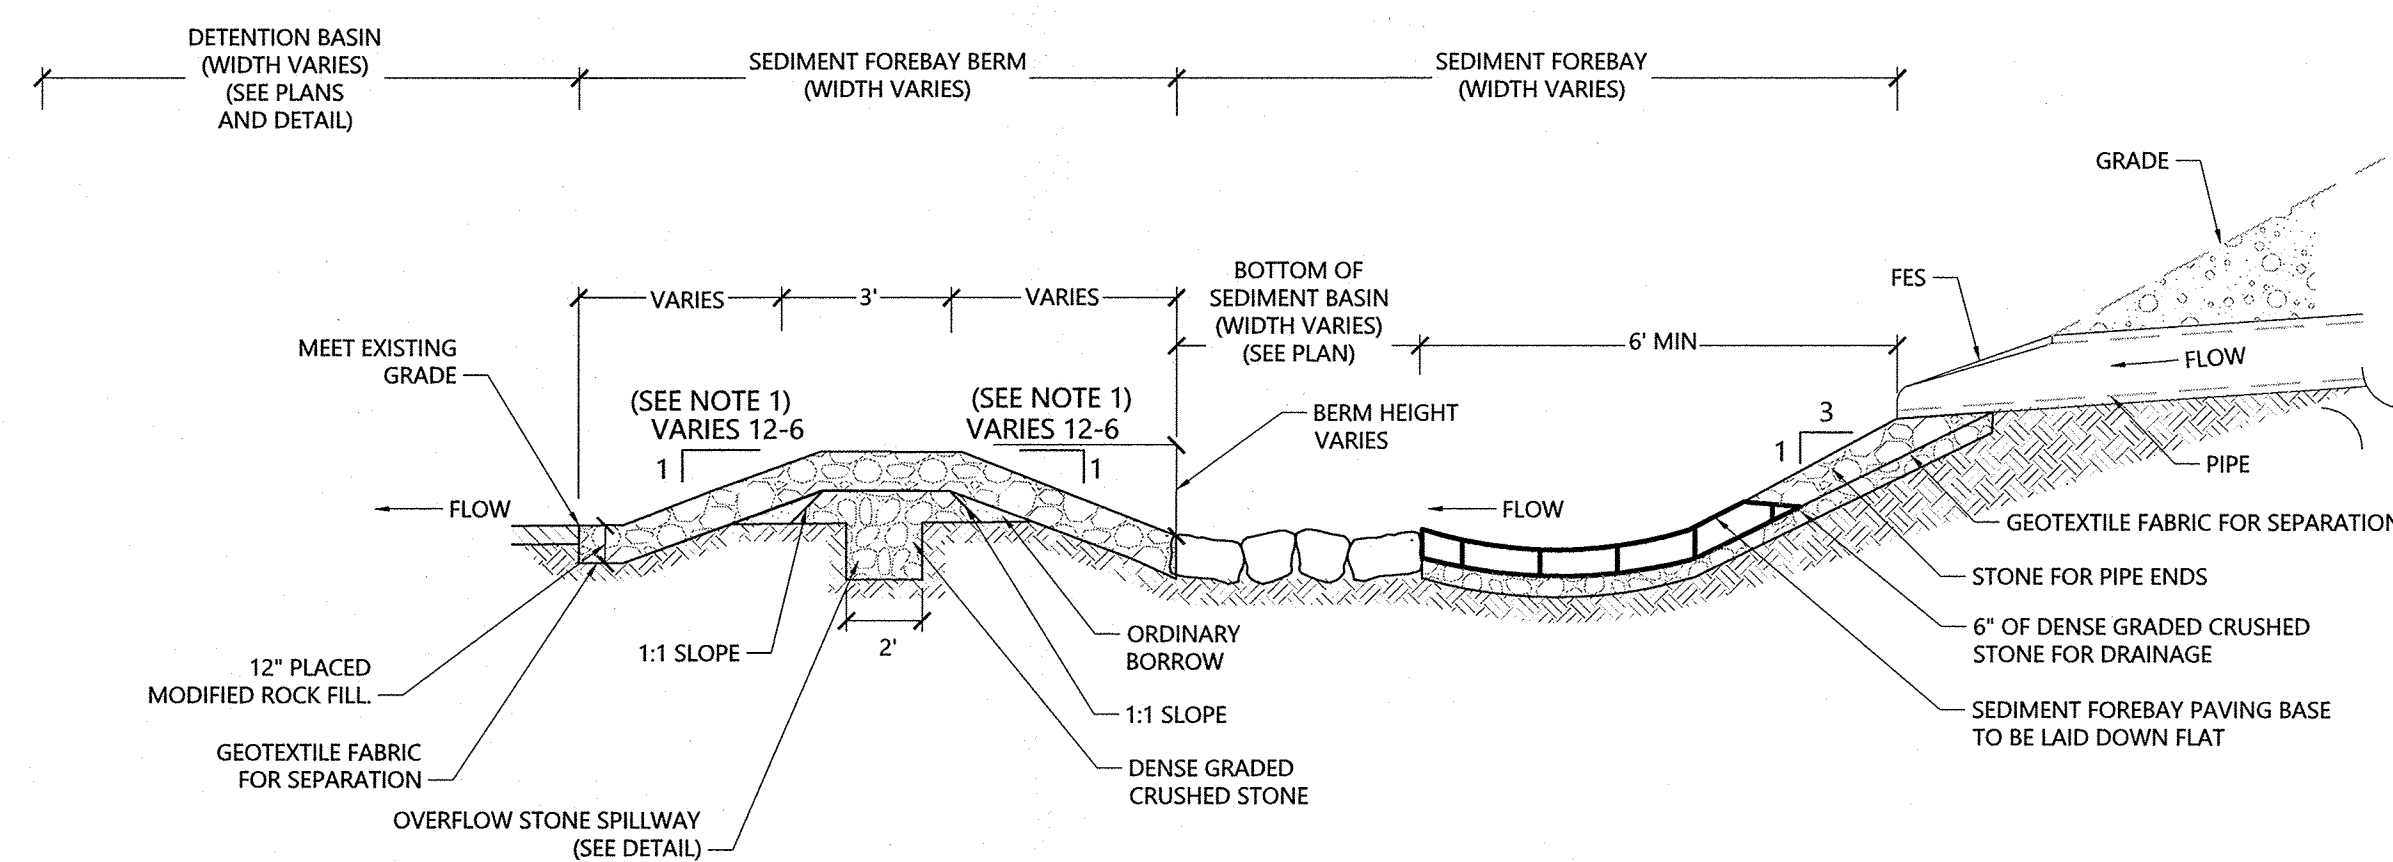 DETENTION BASIN
(WIDTH VARIES)
(SEE PLANS
AND DETAIL)
SEDIMENT FOREBAY BERM
(WIDTH VARIES)
SEDIMENT FOREBAY
(WIDTH VARIES)
GRADE
FES
BOTTOM OF
SEDIMENT BASIN
(WIDTH VARIES)
(SEE PLAN)
VARIES
3'
VARIES
6' MIN
FLOW
MEET EXISTING
GRADE
(SEE NOTE 1)
VARIES 12-6
1
(SEE NOTE 1)
VARIES 12-6
1
BERM HEIGHT
VARIES
3
1
PIPE
FLOW
FLOW
GEOTEXTILE FABRIC FOR SEPARATION
STONE FOR PIPE ENDS
6" OF DENSE GRADED CRUSHED
STONE FOR DRAINAGE
SEDIMENT FOREBAY PAVING BASE
TO BE LAID DOWN FLAT
12" PLACED
MODIFIED ROCK FILL.
1:1 SLOPE
2'
ORDINARY
BORROW
1:1 SLOPE
GEOTEXTILE FABRIC
FOR SEPARATION
DENSE GRADED
CRUSHED STONE
OVERFLOW STONE SPILLWAY
(SEE DETAIL)